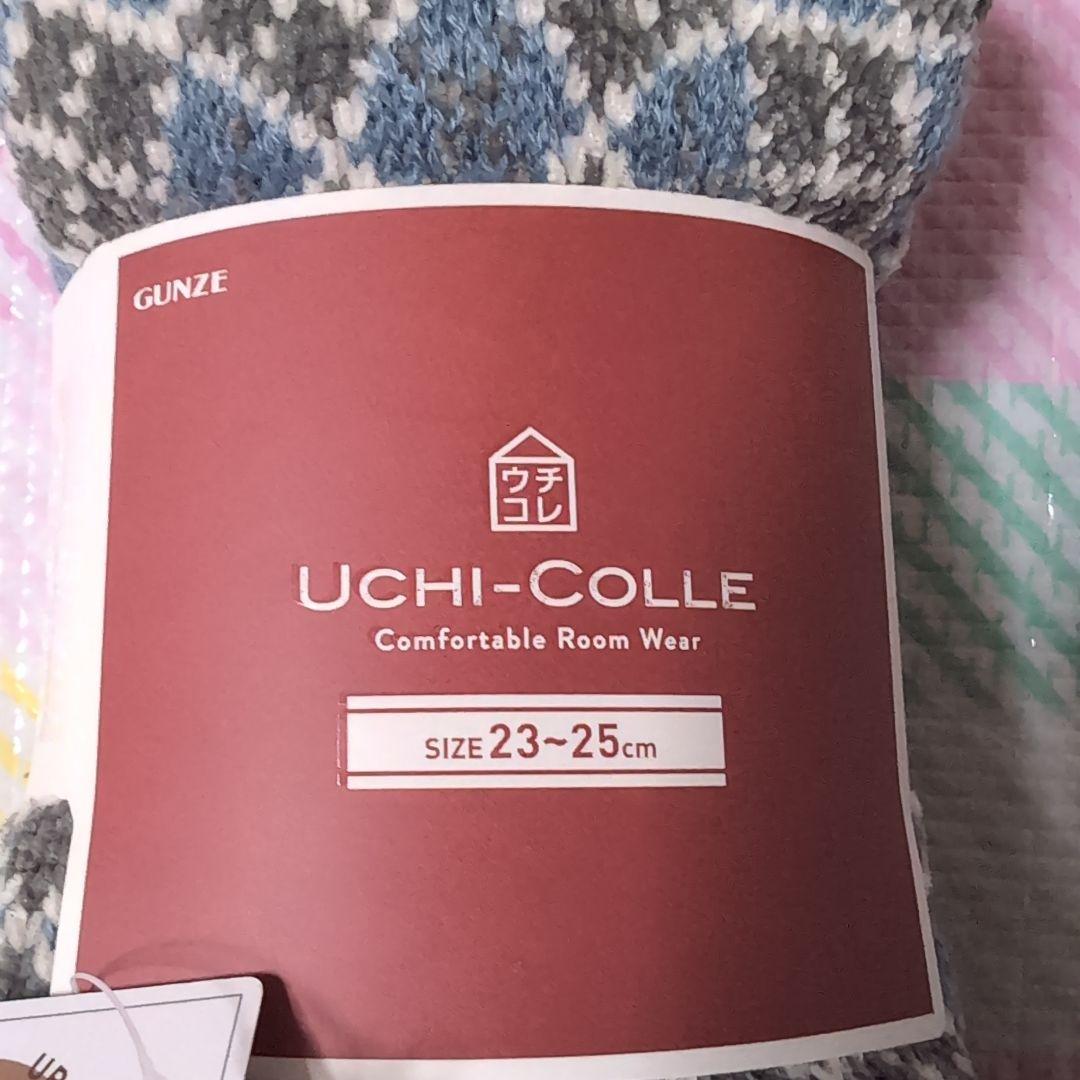 GUNZE
ウチ
コレ
UCHI-COLLE
Comfortable Room Wear
SIZE 23~25cm